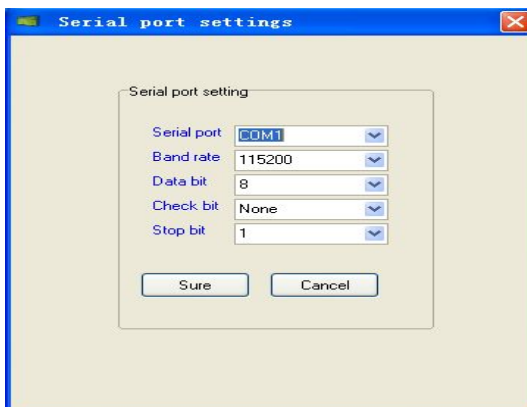 Serial port settings
Serial port setting
Serial port COM1
Band rate 115200
Data bit 8
Check bit None
Stop bit 1
Sure Cancel